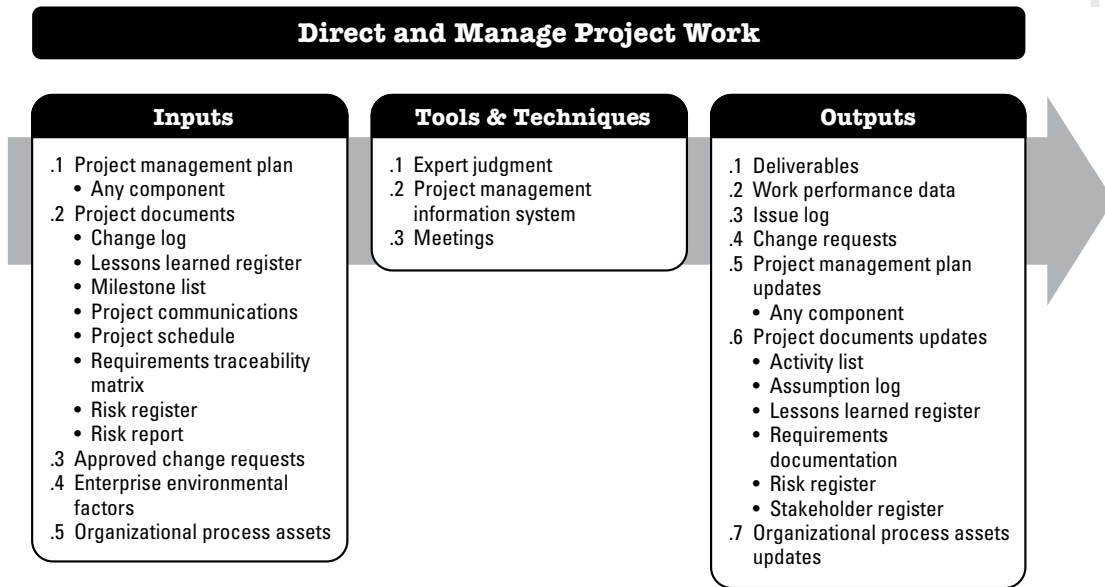 Direct and Manage Project Work
Inputs
.1 Project management plan
• Any component
.2 Project documents
• Change log
• Lessons learned register
• Milestone list
• Project communications
• Project schedule
• Requirements traceability
matrix
• Risk register
• Risk report
.3 Approved change requests
.4 Enterprise environmental
factors
.5 Organizational process assets
Tools & Techniques
.1 Expert judgment
.2 Project management
information system
.3 Meetings
Outputs
.1 Deliverables
.2 Work performance data
.3 Issue log
.4 Change requests
.5 Project management plan
updates
• Any component
.6 Project documents updates
• Activity list
• Assumption log
• Lessons learned register
• Requirements
documentation
• Risk register
• Stakeholder register
.7 Organizational process assets
updates